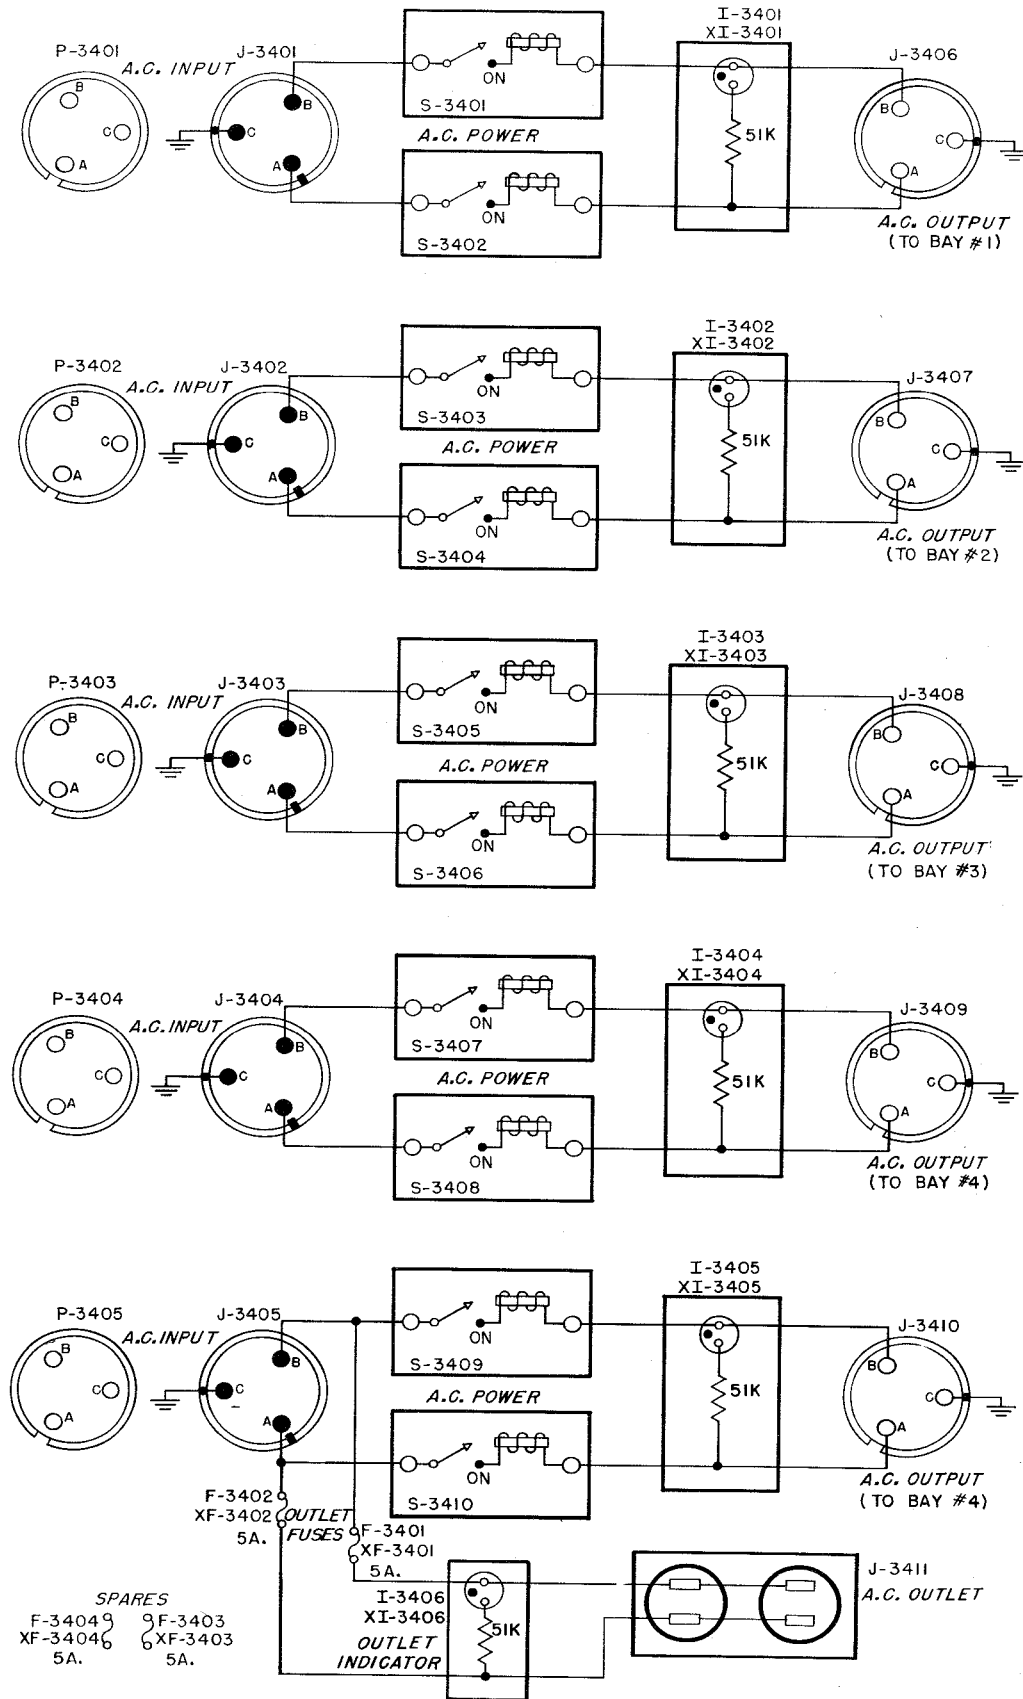 I-3401
XI-3401
P-3401 A.C. INPUT J-3401 J-3406
B B B
ON
C C S-3401 51K C
A.C. POWER
A A A
ON
S-3402
A.C. OUTPUT
(TO BAY #1)
I-3402
XI-3402
P-3402 A.C. INPUT J-3402 J-3407
B B B
ON
C C S-3403 51K C
A.C. POWER
A A A
ON
S-3404
A.C. OUTPUT
(TO BAY #2)
I-3403
XI-3403
P-3403 A.C. INPUT J-3403 J-3408
B B B
ON
C C S-3405 51K C
A.C. POWER
A A A
ON
S-3406
A.C. OUTPUT
(TO BAY #3)
I-3404
XI-3404
P-3404 A.C. INPUT J-3404 J-3409
B B B
ON
C C S-3407 51K C
A.C. POWER
A A A
ON
S-3408
A.C. OUTPUT
(TO BAY #4)
I-3405
XI-3405
P-3405 A.C. INPUT J-3405 J-3410
B B B
ON
C C S-3409 51K C
A.C. POWER
A A A
ON
S-3410
A.C. OUTPUT
(TO BAY #4)
F-3402
XF-3402
5A.
OUTLET
FUSES
F-3401
XF-3401
5A.
J-3411
A.C. OUTLET
I-3406
XI-3406
51K
OUTLET
INDICATOR
SPARES
F-3404 F-3403
XF-3404 XF-3403
5A. 5A.